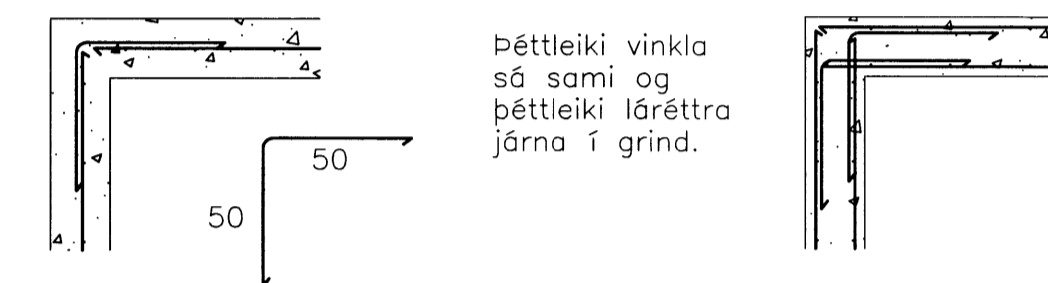 Þéttleiki vinkla
sá sami og
þéttleiki láréttra
járna í grind.
50
50